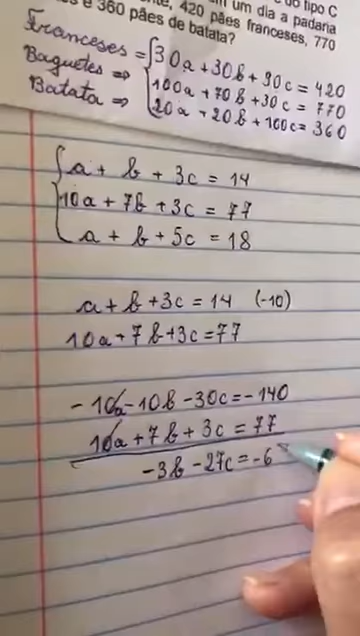 do tipo C
em um dia a padaria
420 pães franceses, 770
e 360 pães de batata?
Franceses = 30a + 30b + 90c = 420
Baguetes ⇒ 100a + 70b + 30c = 770
Batata ⇒ 20a + 20b + 100c = 360
a + b + 3c = 14
10a + 7b + 3c = 77
a + b + 5c = 18
a + b + 3c = 14 (-10)
10a + 7b + 3c = 77
-10a - 10b - 30c = -140
10a + 7b + 3c = 77
-3b - 27c = -6